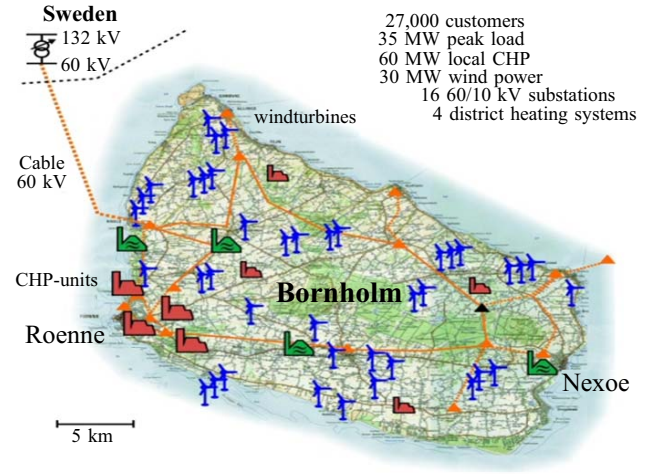 Sweden
132 kV
60 kV
27,000 customers
35 MW peak load
60 MW local CHP
30 MW wind power
16 60/10 kV substations
4 district heating systems
windturbines
Cable
60 kV
CHP-units
Bornholm
Roenne
Nexoe
5 km